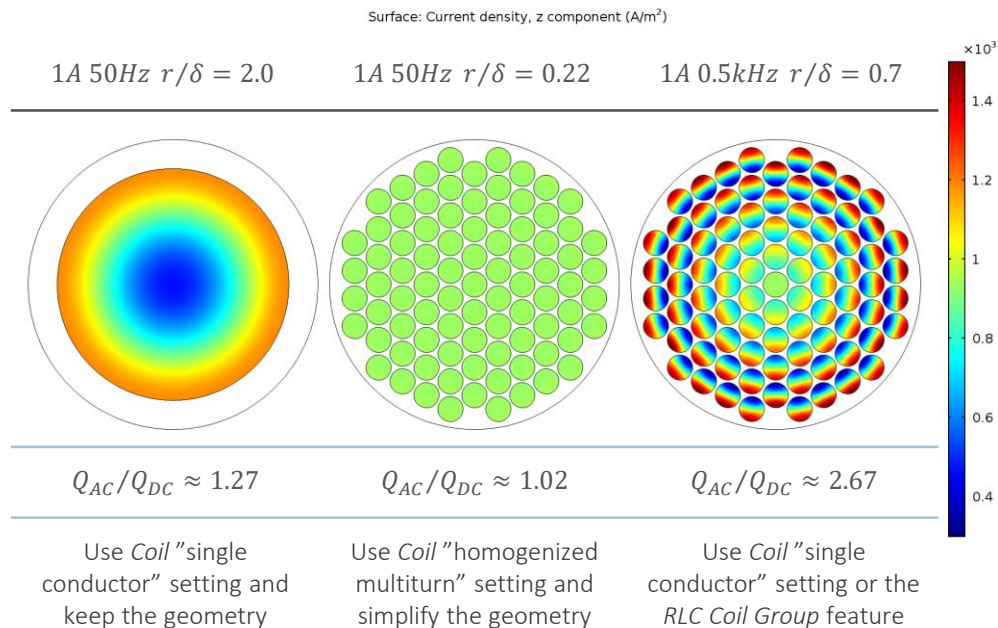 Surface: Current density, z component (A/m²)
1A 50Hz r/δ = 2.0
1A 50Hz r/δ = 0.22
1A 0.5kHz r/δ = 0.7
×10³
1.4
1.2
1
0.8
0.6
0.4
Q_AC/Q_DC ≈ 1.27
Q_AC/Q_DC ≈ 1.02
Q_AC/Q_DC ≈ 2.67
Use Coil ”single
conductor” setting and
keep the geometry
Use Coil ”homogenized
multiturn” setting and
simplify the geometry
Use Coil ”single
conductor” setting or the
RLC Coil Group feature